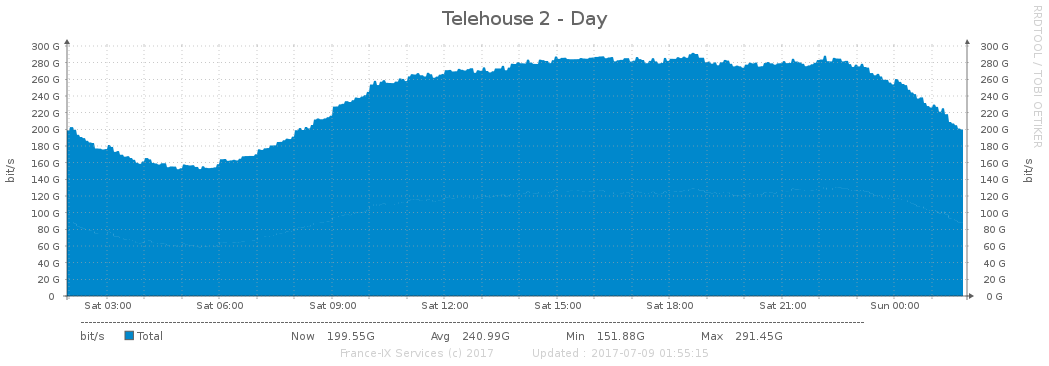 Telehouse 2 - Day
RRDTOOL / TOBI OETIKER
300 G 300 G
280 G 280 G
260 G 260 G
240 G 240 G
220 G 220 G
200 G 200 G
180 G 180 G
160 G 160 G
140 G 140 G
120 G 120 G
100 G 100 G
80 G 80 G
60 G 60 G
40 G 40 G
20 G 20 G
0 0 G
bit/s bit/s
Sat 03:00 Sat 06:00 Sat 09:00 Sat 12:00 Sat 15:00 Sat 18:00 Sat 21:00 Sun 00:00
bit/s Total Now 199.55G Avg 240.99G Min 151.88G Max 291.45G
France-IX Services (c) 2017 Updated : 2017-07-09 01:55:15